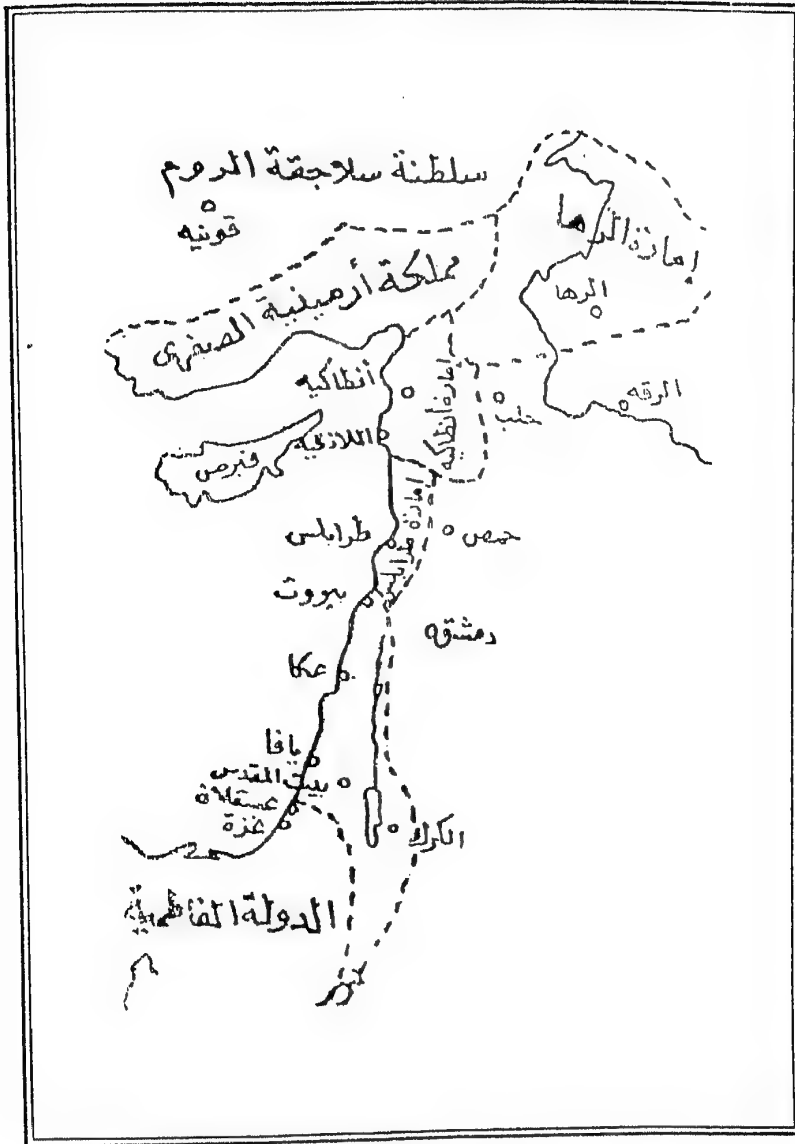 سلطنة سلاجقة الروم
قونيه
إمارة الرها
مملكة أرمينية الصغرى
الرها
أنطاكيه
إمارة أنطاكيه
حلب
الرقه
اللاذقيه
قبرص
إمارة طرابلس
طرابلس
حمص
بيروت
دمشق
عكا
يافا
بيت المقدس
عسقلان
غزة
الكرك
الدولة الفاطمية